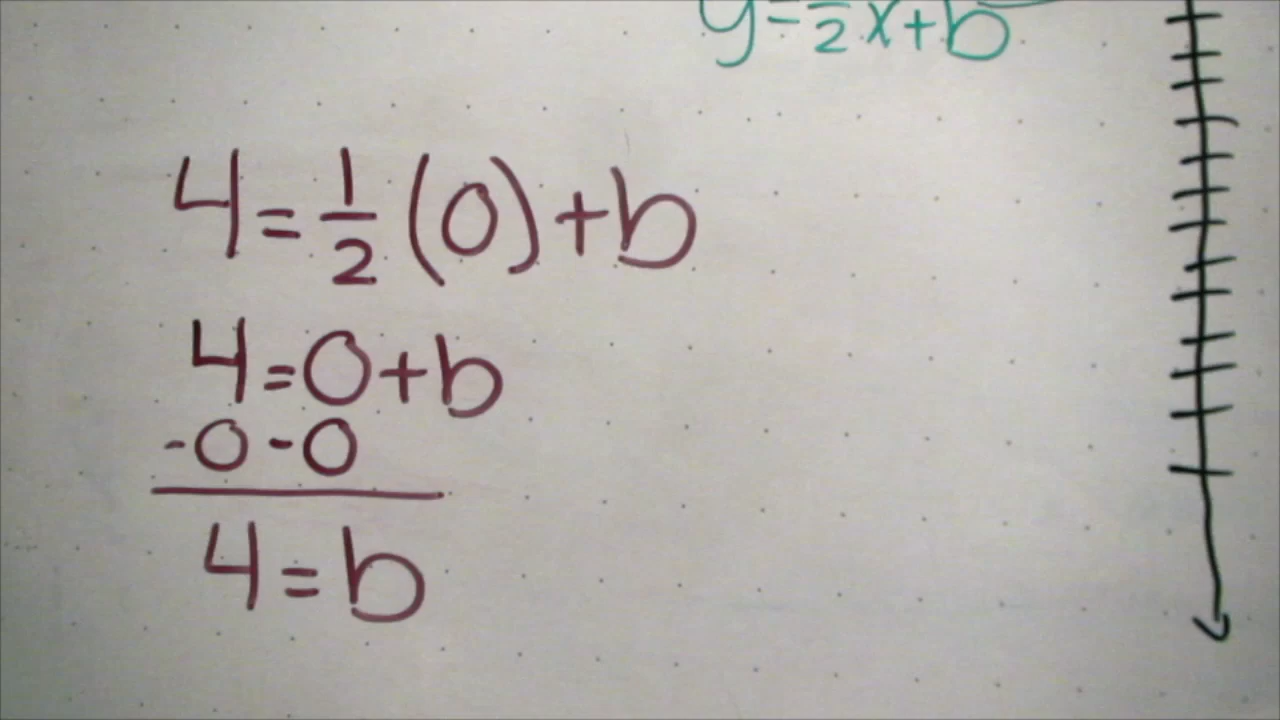 y=1/2x+b
4=1/2(0)+b
4=0+b
-0 -0
4=b